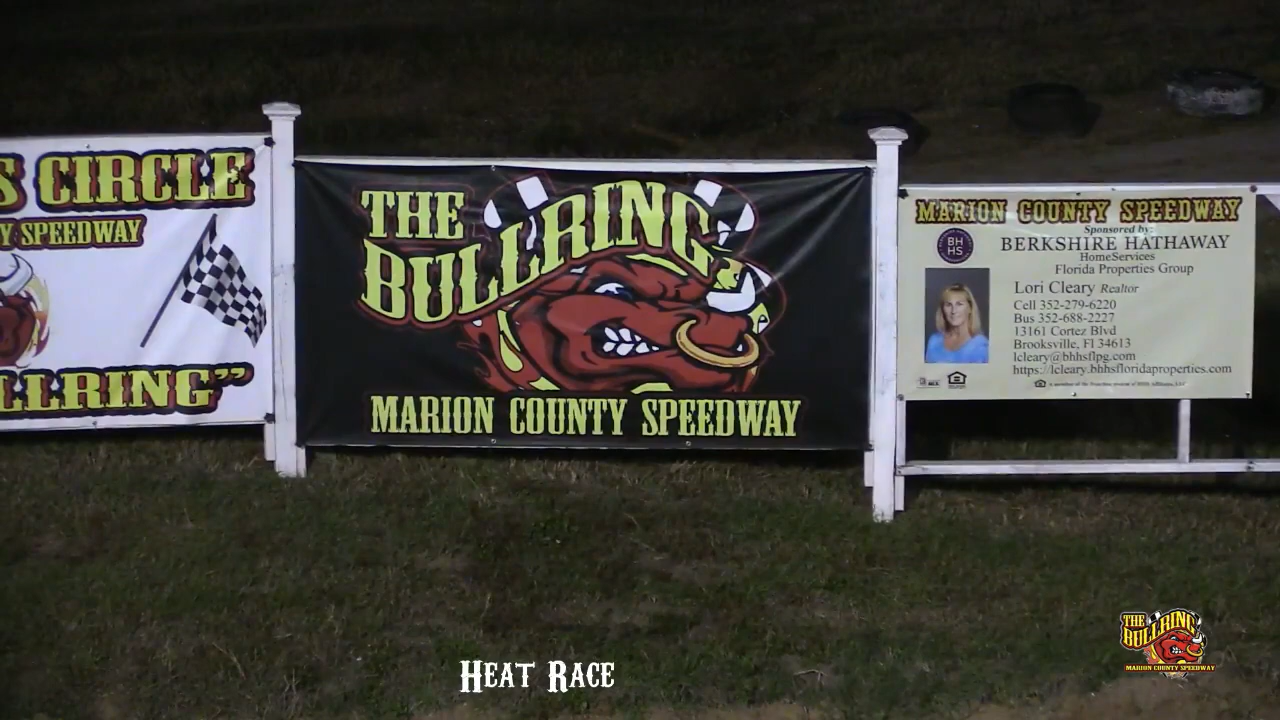 S CIRCLE
Y SPEEDWAY
LLRING”
THE
BULLRING
MARION COUNTY SPEEDWAY
MARION COUNTY SPEEDWAY
Sponsored by:
BH
HS
BERKSHIRE HATHAWAY
HomeServices
Florida Properties Group
Lori Cleary Realtor
Cell 352-279-6220
Bus 352-688-2227
13161 Cortez Blvd
Brooksville, Fl 34613
lcleary@bhhsflpg.com
https://lcleary.bhhsfloridaproperties.com
HEAT RACE
THE
BULLRING
MARION COUNTY SPEEDWAY